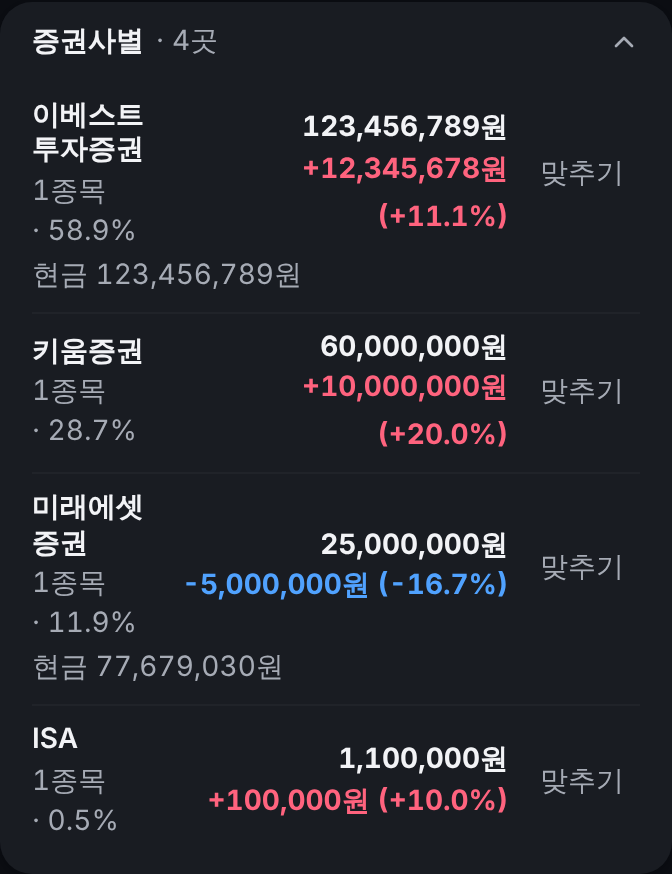 증권사별 · 4곳
이베스트
투자증권
1종목
· 58.9%
현금 123,456,789원
123,456,789원
+12,345,678원
(+11.1%)
맞추기
키움증권
1종목
· 28.7%
60,000,000원
+10,000,000원
(+20.0%)
맞추기
미래에셋
증권
1종목
· 11.9%
현금 77,679,030원
25,000,000원
-5,000,000원 (-16.7%)
맞추기
ISA
1종목
· 0.5%
1,100,000원
+100,000원 (+10.0%)
맞추기